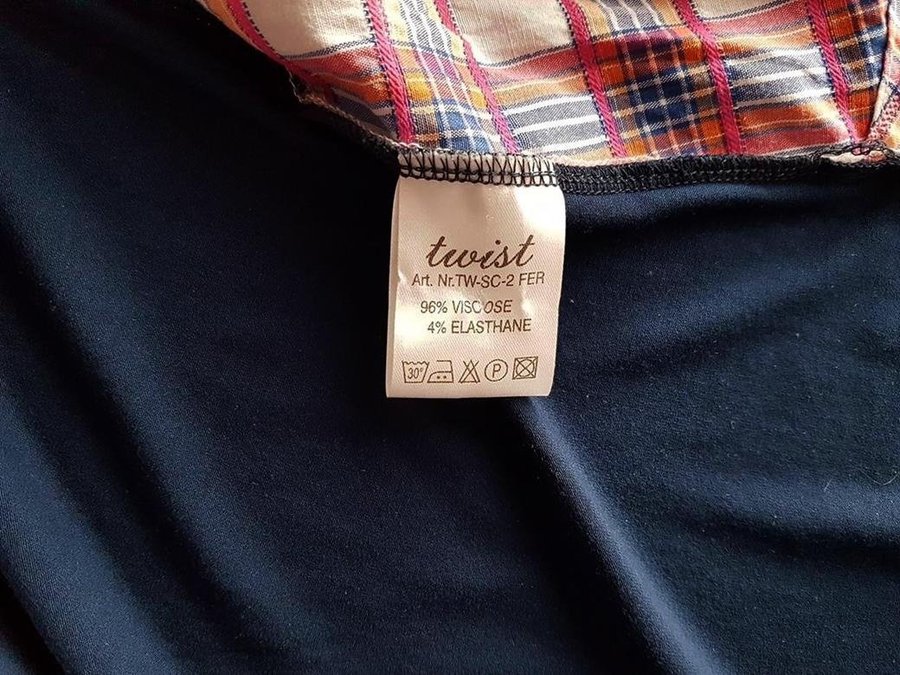 twist
Art. Nr.TW-SC-2 FER
96% VISCOSE
4% ELASTHANE
30° P